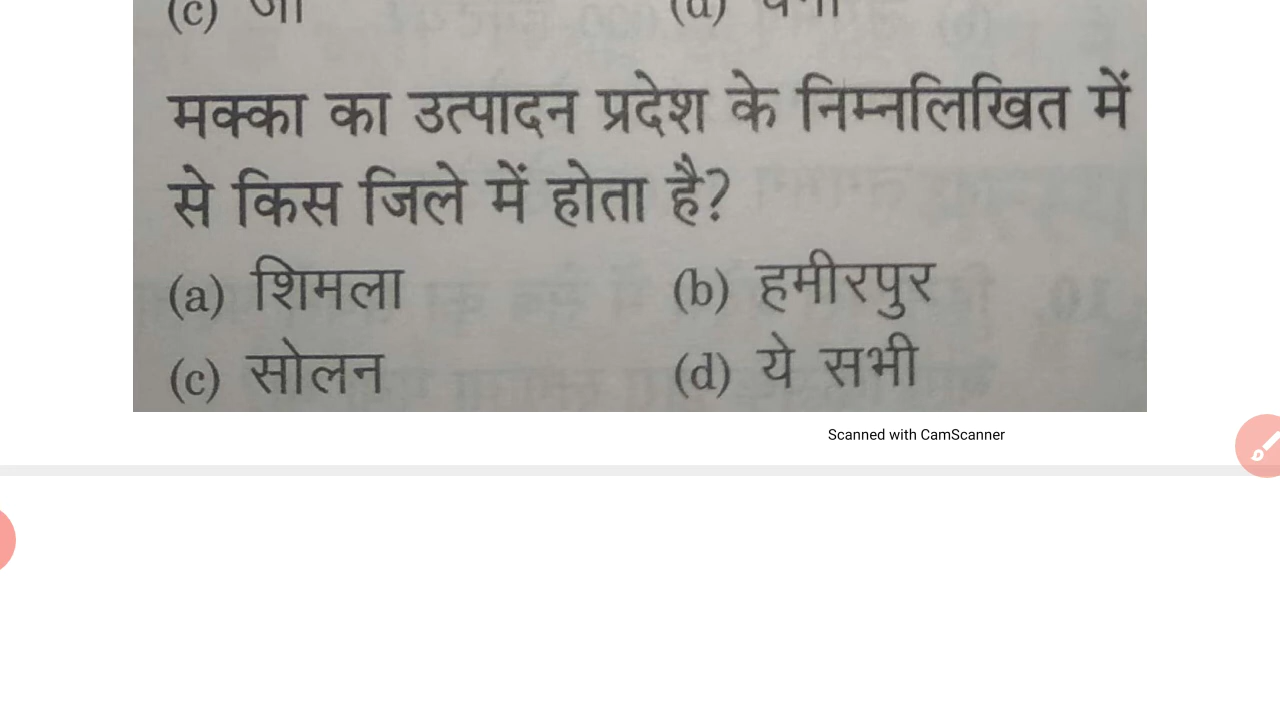 (c)
(d)
मक्का का उत्पादन प्रदेश के निम्नलिखित में
से किस जिले में होता है?
(a) शिमला (b) हमीरपुर
(c) सोलन (d) ये सभी
Scanned with CamScanner